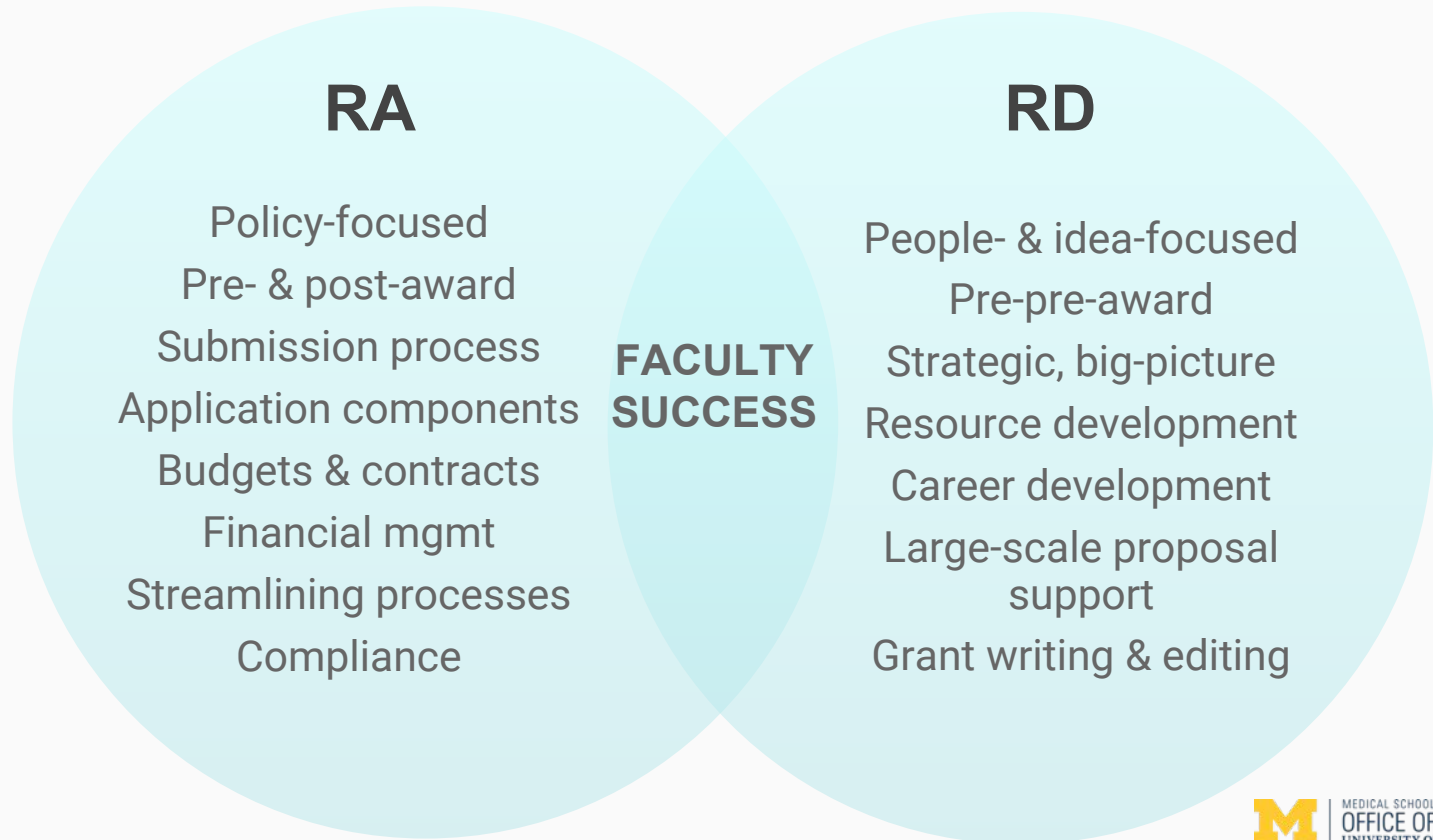 RA
Policy-focused
Pre- & post-award
Submission process
Application components
Budgets & contracts
Financial mgmt
Streamlining processes
Compliance
FACULTY
SUCCESS
RD
People- & idea-focused
Pre-pre-award
Strategic, big-picture
Resource development
Career development
Large-scale proposal
support
Grant writing & editing
M
MEDICAL SCHOOL
OFFICE OF
UNIVERSITY O